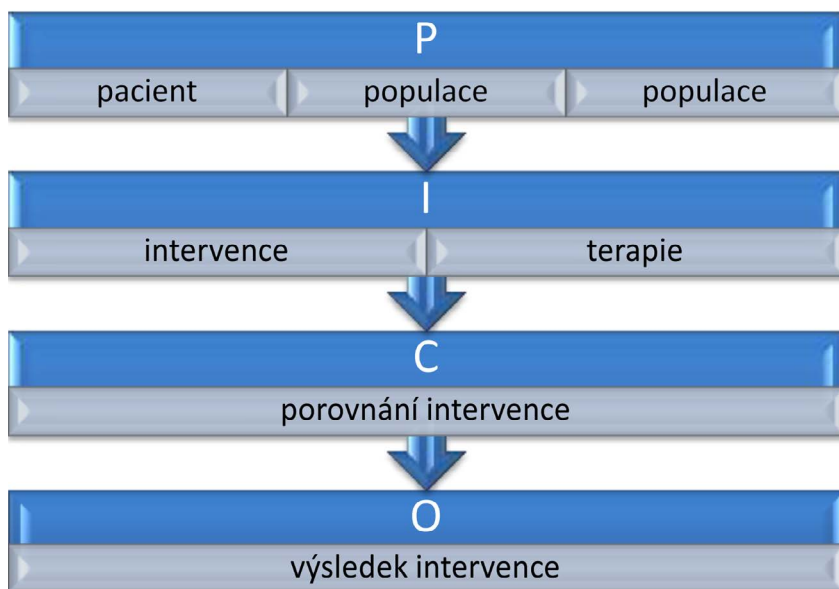 P
pacient populace populace
I
intervence terapie
C
porovnání intervence
O
výsledek intervence